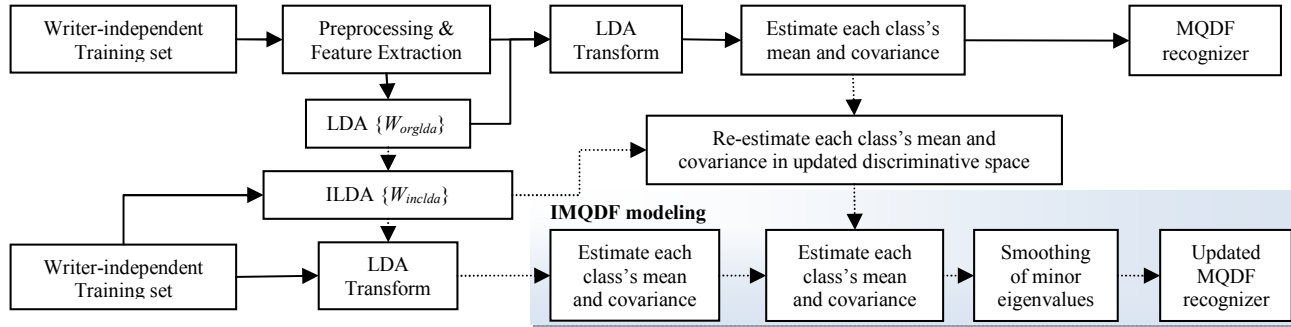 Writer-independent
Training set
Preprocessing &
Feature Extraction
LDA
Transform
Estimate each class's
mean and covariance
MQDF
recognizer
LDA {W_orglda}
Re-estimate each class's mean and
covariance in updated discriminative space
ILDA {W_inclda}
IMQDF modeling
Writer-independent
Training set
LDA
Transform
Estimate each
class's mean
and covariance
Estimate each
class's mean
and covariance
Smoothing
of minor
eigenvalues
Updated
MQDF
recognizer